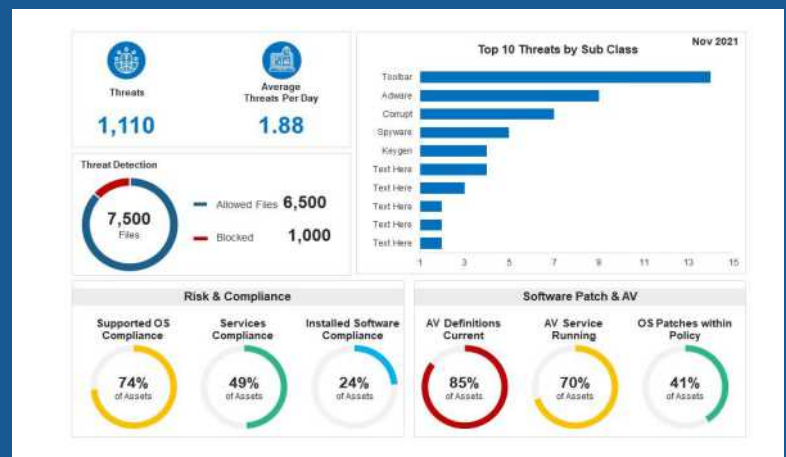 Threats
1,110
Average
Threats Per Day
1.88
Threat Detection
7,500
Files
Allowed Files 6,500
Blocked 1,000
Nov 2021
Top 10 Threats by Sub Class
Toolbar
Adware
Corrupt
Spyware
Keygen
Text Here
Text Here
Text Here
Text Here
Text Here
1 3 5 7 9 11 13 15
Risk & Compliance
Supported OS
Compliance
74%
of Assets
Services
Compliance
49%
of Assets
Installed Software
Compliance
24%
of Assets
Software Patch & AV
AV Definitions
Current
85%
of Assets
AV Service
Running
70%
of Assets
OS Patches within
Policy
41%
of Assets